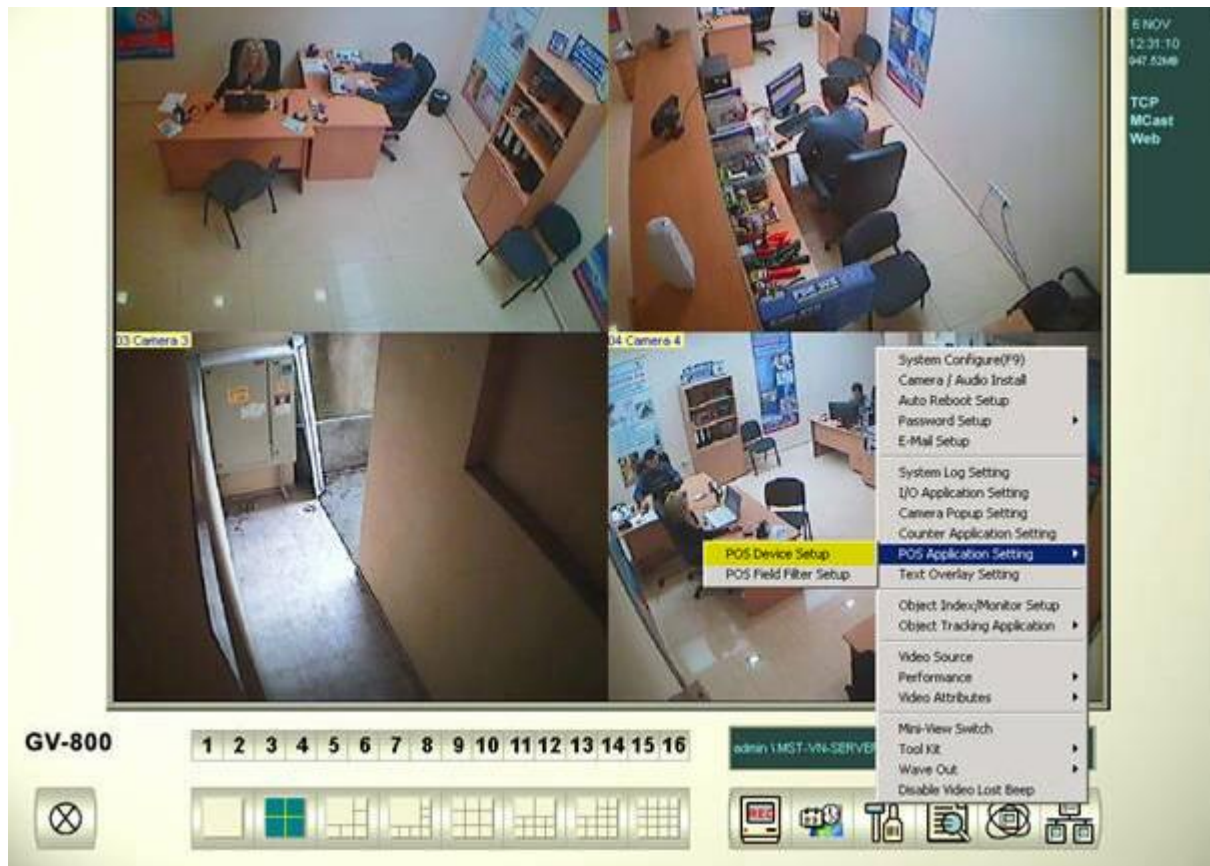 6 NOV
12:31:10
947.52MB
TCP
MCast
Web
03 Camera 3
04 Camera 4
System Configure(F9)
Camera / Audio Install
Auto Reboot Setup
Password Setup
E-Mail Setup
System Log Setting
I/O Application Setting
Camera Popup Setting
Counter Application Setting
POS Application Setting
Text Overlay Setting
POS Device Setup
POS Field Filter Setup
Object Index/Monitor Setup
Object Tracking Application
Video Source
Performance
Video Attributes
Mini-View Switch
Tool Kit
Wave Out
Disable Video Lost Beep
GV-800
1 2 3 4 5 6 7 8 9 10 11 12 13 14 15 16
admin \ MST-VN-SERVER
REC